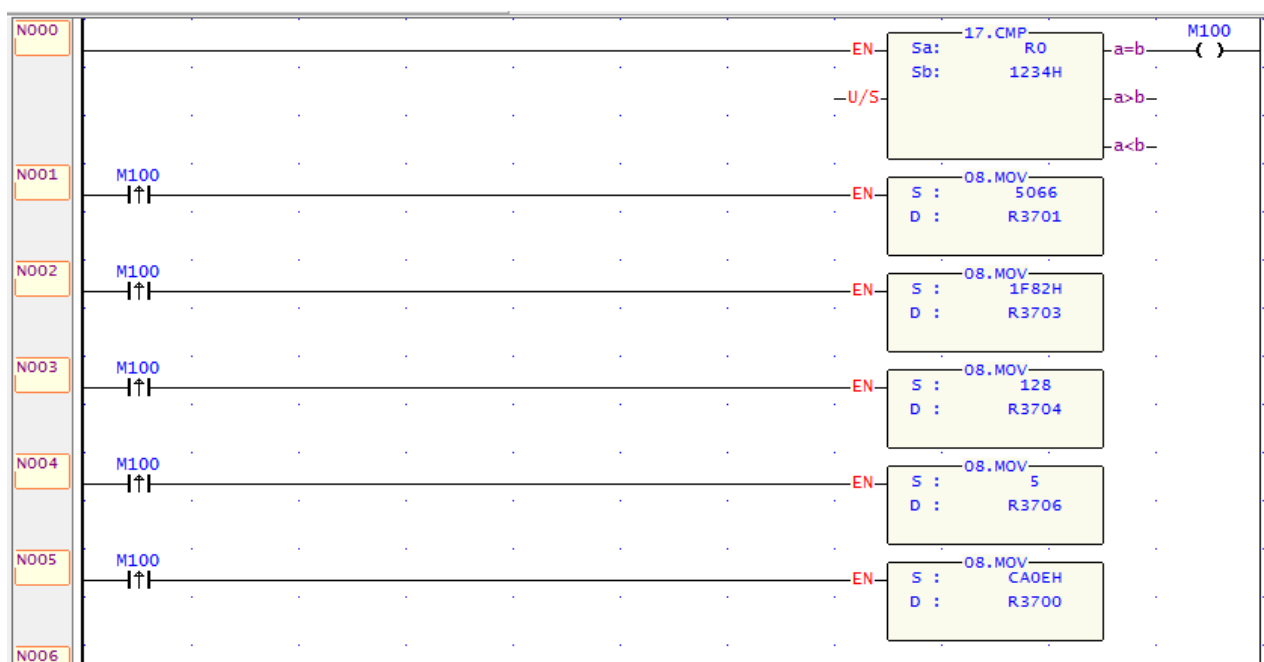 N000
17.CMP
M100
EN Sa: R0 a=b ( )
Sb: 1234H
U/S a>b
a<b
N001
M100
08.MOV
EN S : 5066
D : R3701
N002
M100
08.MOV
EN S : 1F82H
D : R3703
N003
M100
08.MOV
EN S : 128
D : R3704
N004
M100
08.MOV
EN S : 5
D : R3706
N005
M100
08.MOV
EN S : CA0EH
D : R3700
N006